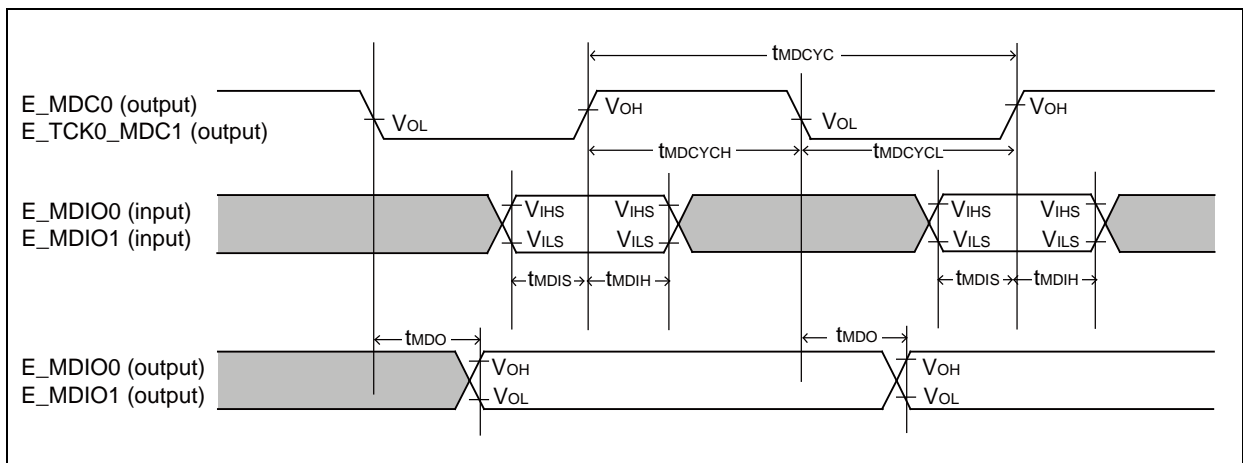 tMDCYC
E_MDC0 (output)
E_TCK0_MDC1 (output)
VOL
VOH
VOL
VOH
tMDCYCH
tMDCYCL
E_MDIO0 (input)
E_MDIO1 (input)
VIHS
VIHS
VIHS
VIHS
VILS
VILS
VILS
VILS
tMDIS
tMDIH
tMDIS
tMDIH
tMDO
tMDO
E_MDIO0 (output)
E_MDIO1 (output)
VOH
VOH
VOL
VOL